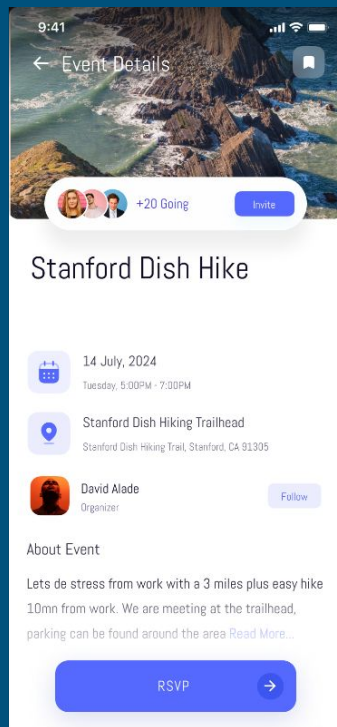 9:41
Event Details
+20 Going
Invite
Stanford Dish Hike
14 July, 2024
Tuesday, 5:00PM - 7:00PM
Stanford Dish Hiking Trailhead
Stanford Dish Hiking Trail, Stanford, CA 91305
David Alade
Organizer
Follow
About Event
Lets de stress from work with a 3 miles plus easy hike
10mn from work. We are meeting at the trailhead,
parking can be found around the area Read More...
RSVP